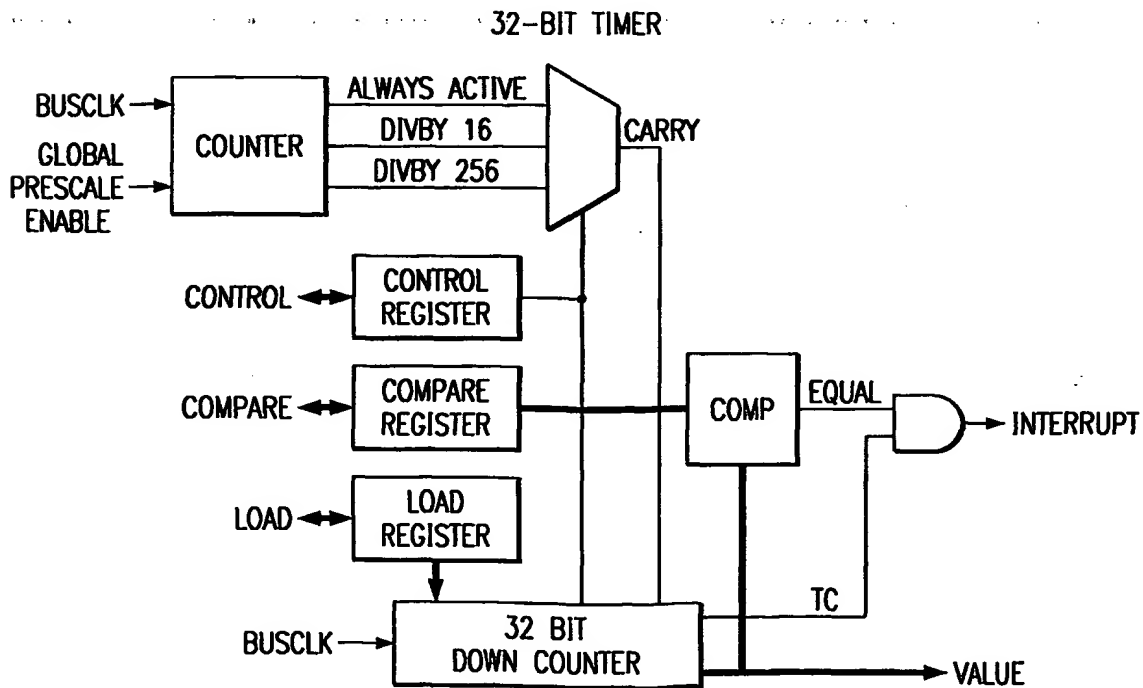 32-BIT TIMER
ALWAYS ACTIVE
BUSCLK
COUNTER
DIVBY 16
CARRY
GLOBAL
PRESCALE
ENABLE
DIVBY 256
CONTROL
CONTROL
REGISTER
COMPARE
COMPARE
REGISTER
COMP
EQUAL
INTERRUPT
LOAD
LOAD
REGISTER
TC
BUSCLK
32 BIT
DOWN COUNTER
VALUE